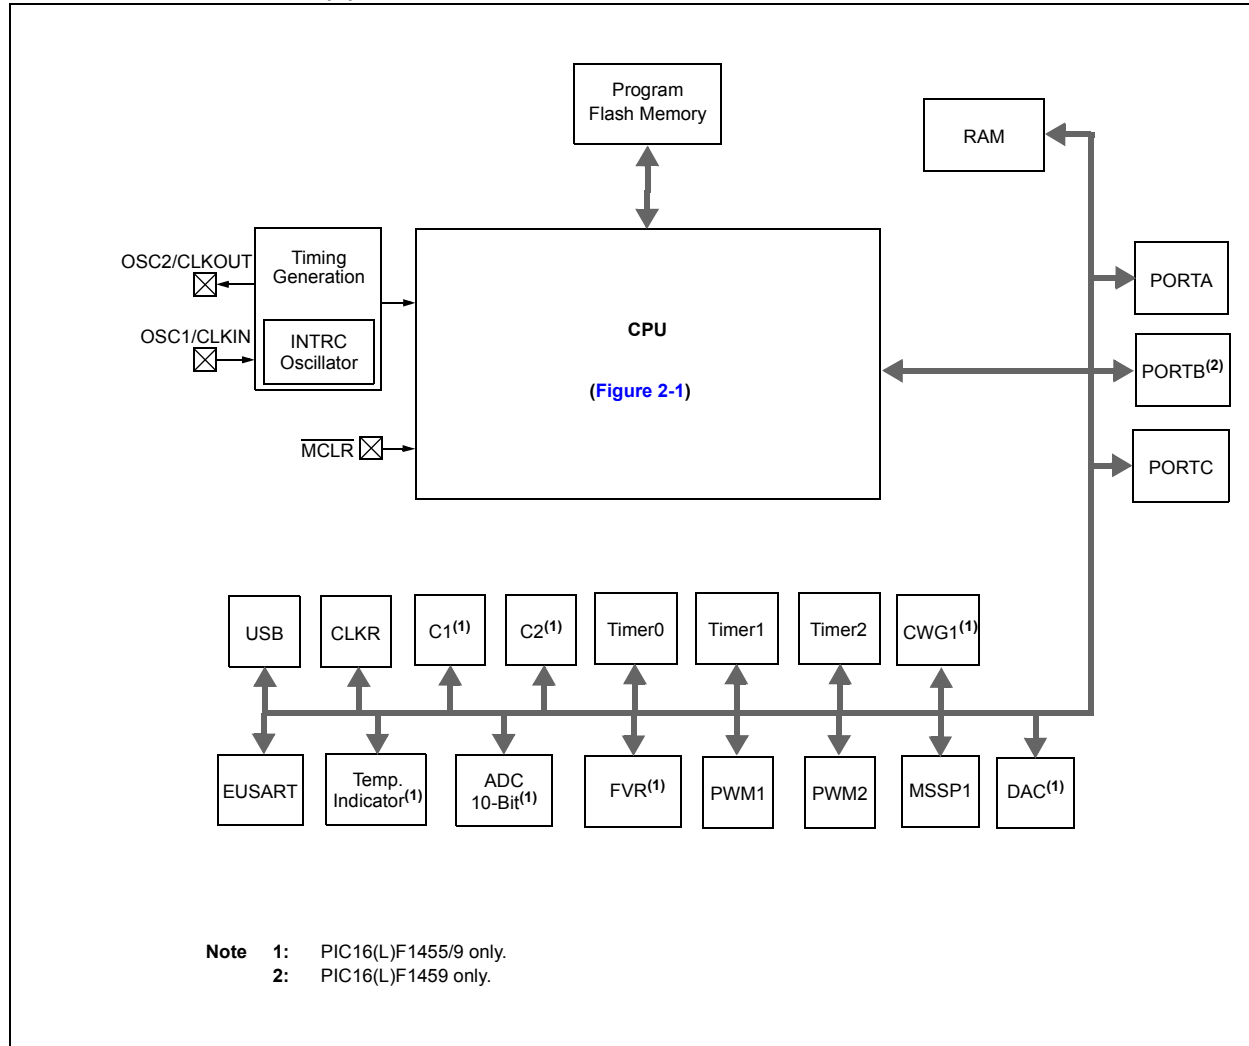 Program
Flash Memory
RAM
OSC2/CLKOUT
Timing
Generation
PORTA
OSC1/CLKIN
INTRC
Oscillator
CPU
(Figure 2-1)
PORTB(2)
MCLR
PORTC
USB
CLKR
C1(1)
C2(1)
Timer0
Timer1
Timer2
CWG1(1)
EUSART
Temp.
Indicator(1)
ADC
10-Bit(1)
FVR(1)
PWM1
PWM2
MSSP1
DAC(1)
Note 1: PIC16(L)F1455/9 only.
2: PIC16(L)F1459 only.